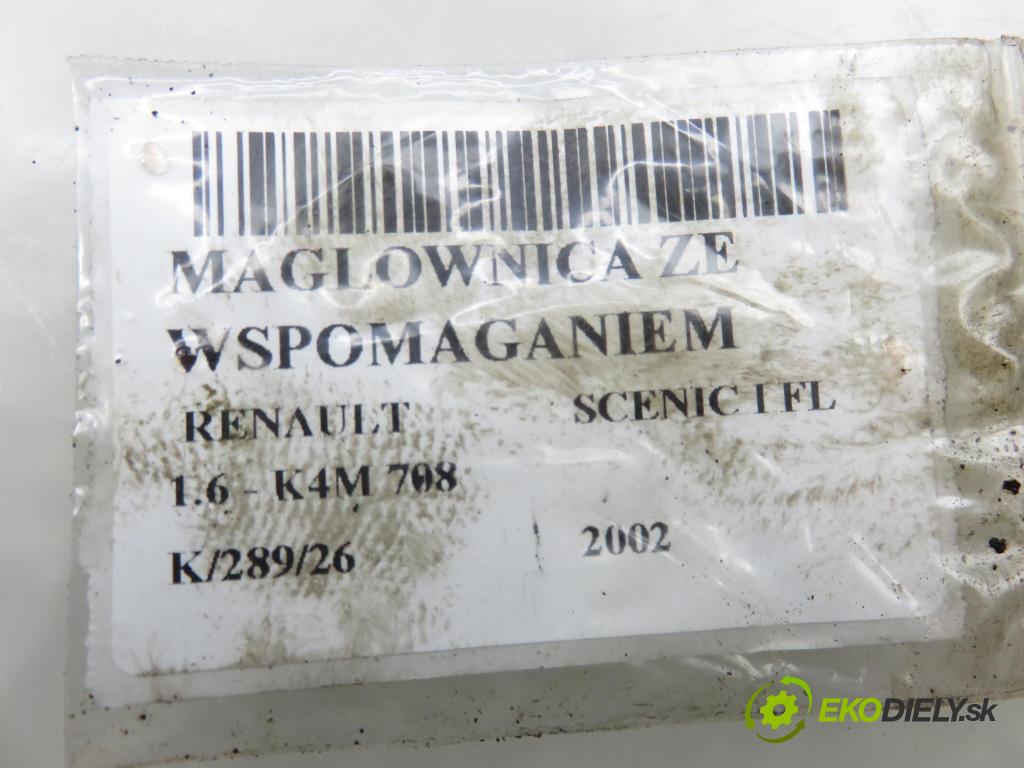 MAGLOWNICA ZE
WSPOMAGANIEM
RENAULT SCENIC I FL
1.6 - K4M 708
K/289/26 2002
EKODIELY.sk